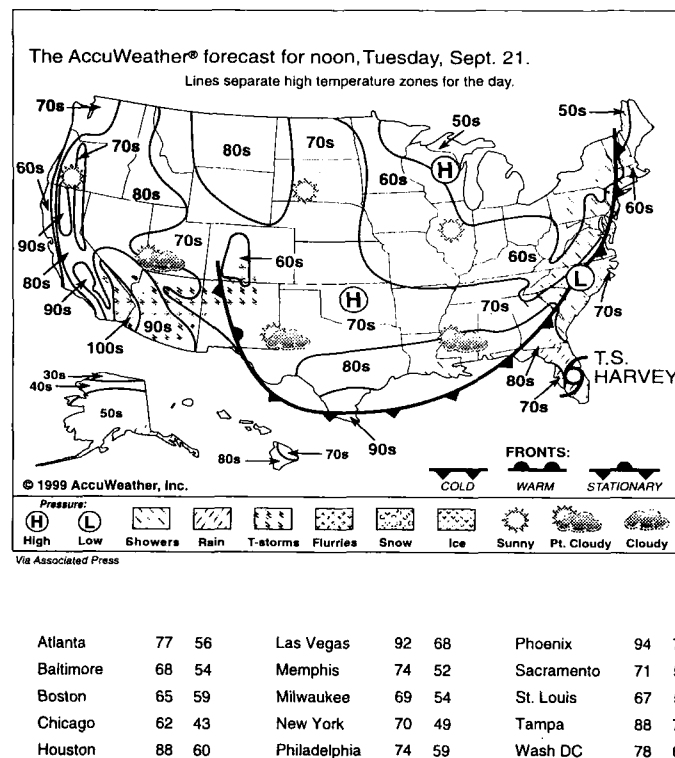 The AccuWeather® forecast for noon, Tuesday, Sept. 21.
Lines separate high temperature zones for the day.
70s
70s
50s
50s
60s
80s
70s
60s
H
80s
60s
90s
70s
60s
60s
80s
90s
H
70s
L
70s
70s
100s
90s
80s
80s
70s
T.S.
HARVEY
30s
40s
50s
80s
70s
90s
© 1999 AccuWeather, Inc.
FRONTS:
COLD WARM STATIONARY
Pressure:
H L
High Low Showers Rain T-storms Flurries Snow Ice Sunny Pt. Cloudy Cloudy
Via Associated Press
Atlanta 77 56 Las Vegas 92 68 Phoenix 94
Baltimore 68 54 Memphis 74 52 Sacramento 71
Boston 65 59 Milwaukee 69 54 St. Louis 67
Chicago 62 43 New York 70 49 Tampa 88
Houston 88 60 Philadelphia 74 59 Wash DC 78